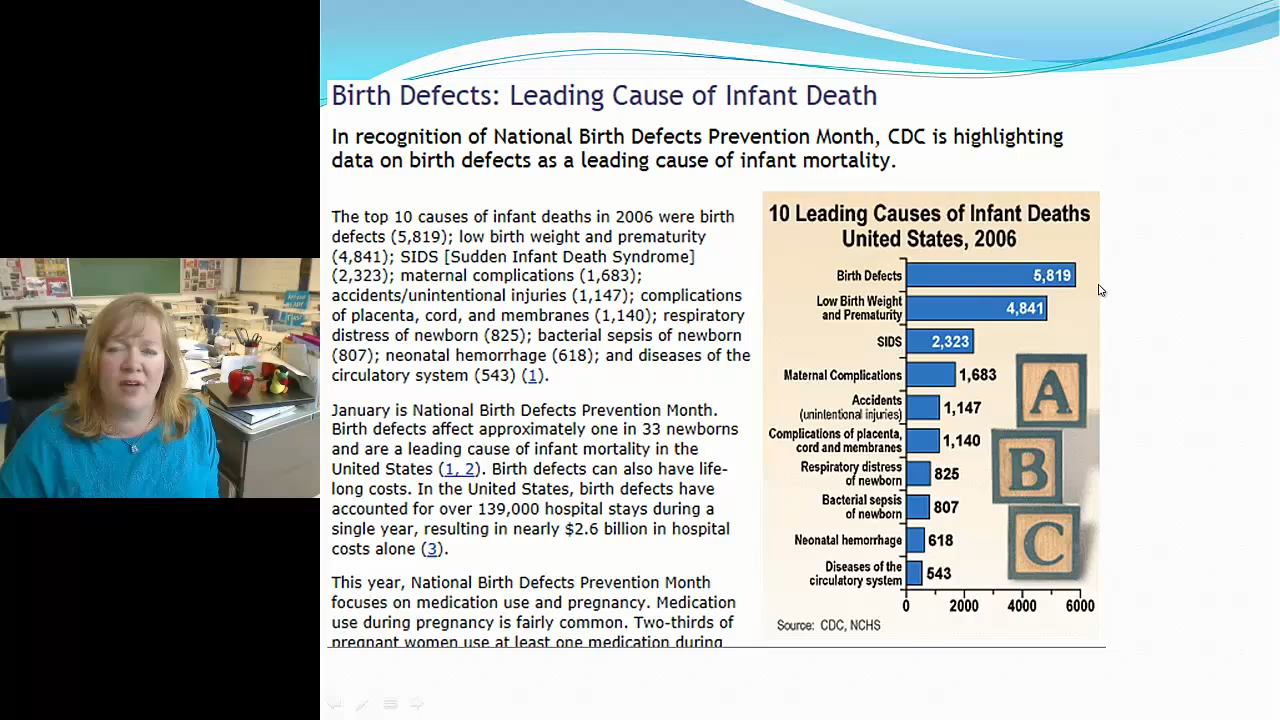 Birth Defects: Leading Cause of Infant Death
In recognition of National Birth Defects Prevention Month, CDC is highlighting
data on birth defects as a leading cause of infant mortality.
The top 10 causes of infant deaths in 2006 were birth
defects (5,819); low birth weight and prematurity
(4,841); SIDS [Sudden Infant Death Syndrome]
(2,323); maternal complications (1,683);
accidents/unintentional injuries (1,147); complications
of placenta, cord, and membranes (1,140); respiratory
distress of newborn (825); bacterial sepsis of newborn
(807); neonatal hemorrhage (618); and diseases of the
circulatory system (543) (1).
January is National Birth Defects Prevention Month.
Birth defects affect approximately one in 33 newborns
and are a leading cause of infant mortality in the
United States (1, 2). Birth defects can also have life-
long costs. In the United States, birth defects have
accounted for over 139,000 hospital stays during a
single year, resulting in nearly $2.6 billion in hospital
costs alone (3).
This year, National Birth Defects Prevention Month
focuses on medication use and pregnancy. Medication
use during pregnancy is fairly common. Two-thirds of
pregnant women use at least one medication during
10 Leading Causes of Infant Deaths
United States, 2006
Birth Defects 5,819
Low Birth Weight
and Prematurity 4,841
SIDS 2,323
Maternal Complications 1,683
Accidents
(unintentional injuries) 1,147
Complications of placenta,
cord and membranes 1,140
Respiratory distress
of newborn 825
Bacterial sepsis
of newborn 807
Neonatal hemorrhage 618
Diseases of the
circulatory system 543
0 2000 4000 6000
A
B
C
Source: CDC, NCHS